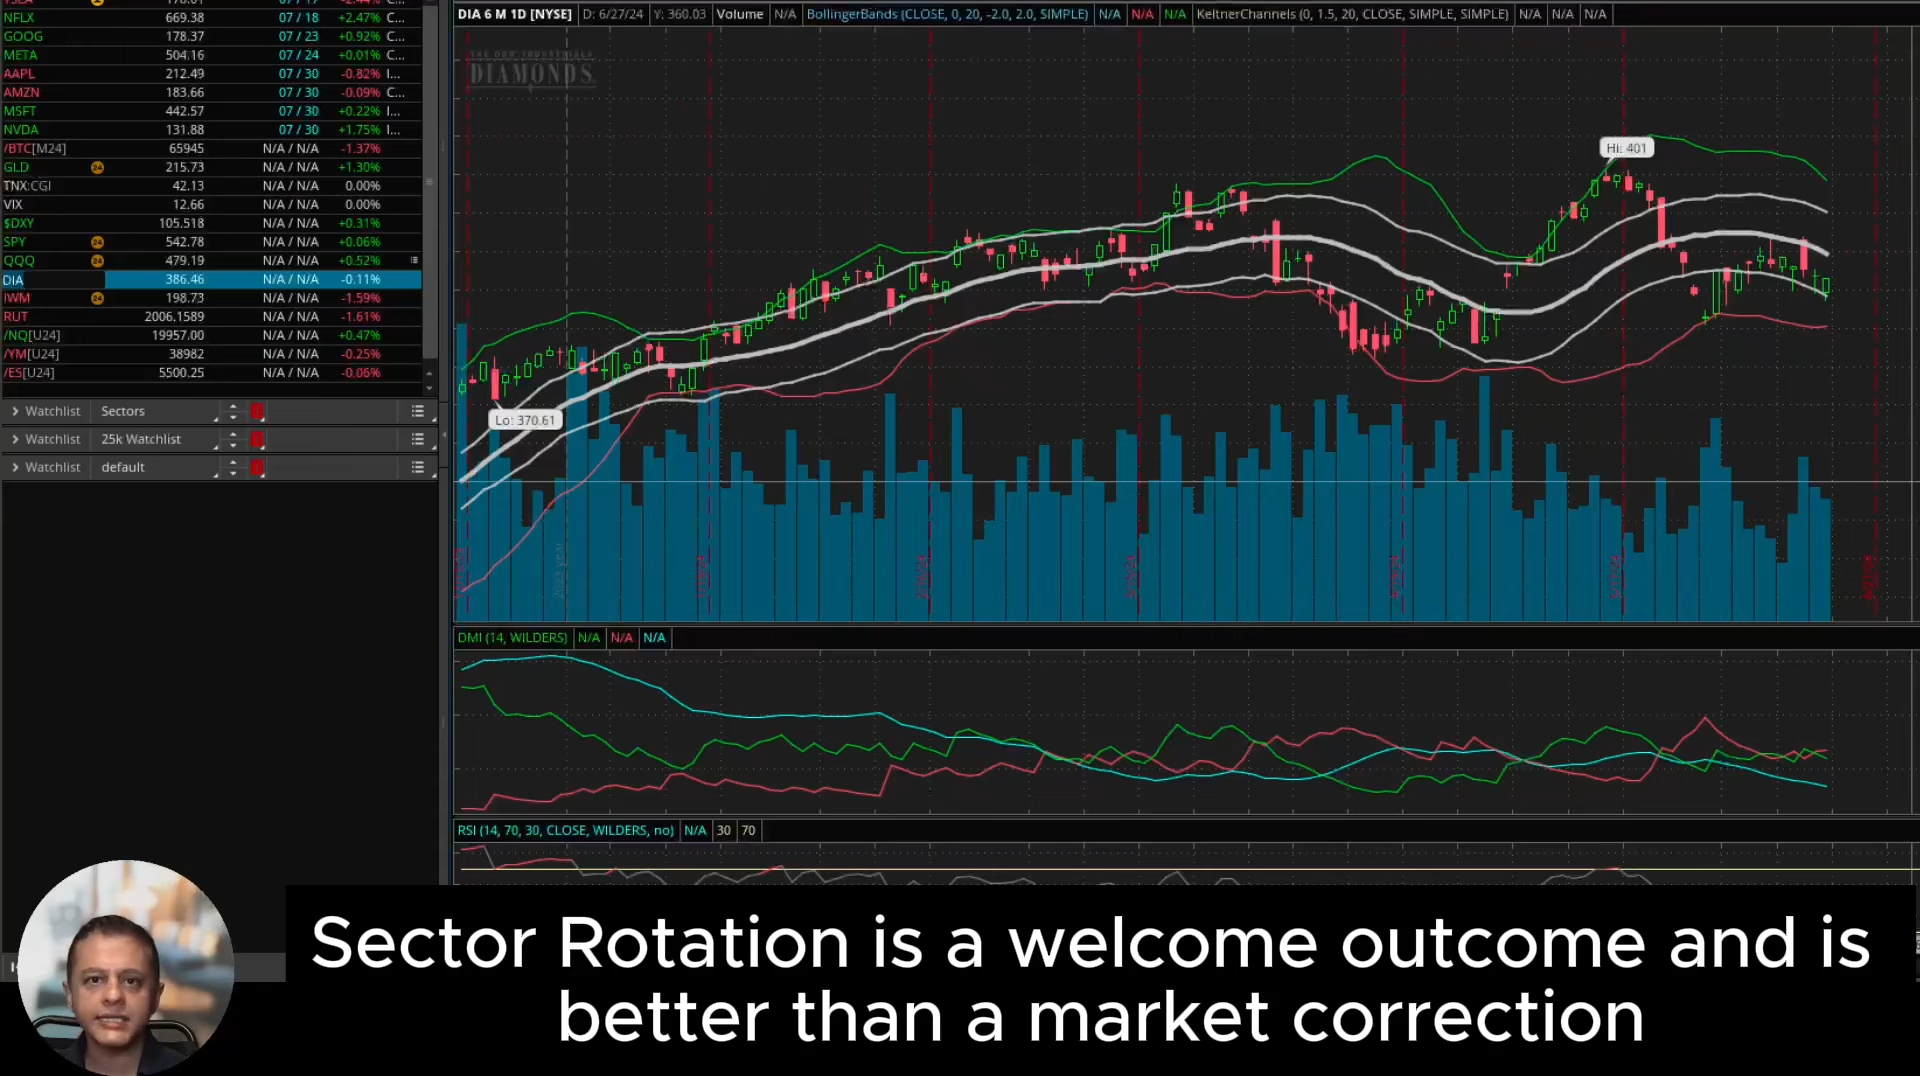 DIA 6 M 1D [NYSE] D: 6/27/24 Y: 360.03 Volume N/A BollingerBands (CLOSE, 0, 20, -2.0, 2.0, SIMPLE) N/A N/A N/A KeltnerChannels (0, 1.5, 20, CLOSE, SIMPLE, SIMPLE) N/A N/A N/A
NFLX 669.38 07 / 18 +2.47% C...
GOOG 178.37 07 / 23 +0.92% C...
META 504.16 07 / 24 +0.01% C...
AAPL 212.49 07 / 30 -0.82% I...
AMZN 183.66 07 / 30 -0.09% C...
MSFT 442.57 07 / 30 +0.22% I...
NVDA 131.88 07 / 30 +1.75% I...
/BTC[M24] 65945 N/A / N/A -1.37%
GLD 24 215.73 N/A / N/A +1.30%
TNX:CGI 42.13 N/A / N/A 0.00%
VIX 12.66 N/A / N/A 0.00%
$DXY 105.518 N/A / N/A +0.31%
SPY 24 542.78 N/A / N/A +0.06%
QQQ 24 479.19 N/A / N/A +0.52%
DIA 386.46 N/A / N/A -0.11%
IWM 24 198.73 N/A / N/A -1.59%
RUT 2006.1589 N/A / N/A -1.61%
/NQ[U24] 19957.00 N/A / N/A +0.47%
/YM[U24] 38982 N/A / N/A -0.25%
/ES[U24] 5500.25 N/A / N/A -0.06%
Watchlist Sectors
Watchlist 25k Watchlist
Watchlist default
THE DOW INDUSTRIALS
DIAMONDS
Hi: 401
Lo: 370.61
2023 year
DMI (14, WILDERS) N/A N/A N/A
RSI (14, 70, 30, CLOSE, WILDERS, no) N/A 30 70
Sector Rotation is a welcome outcome and is
better than a market correction